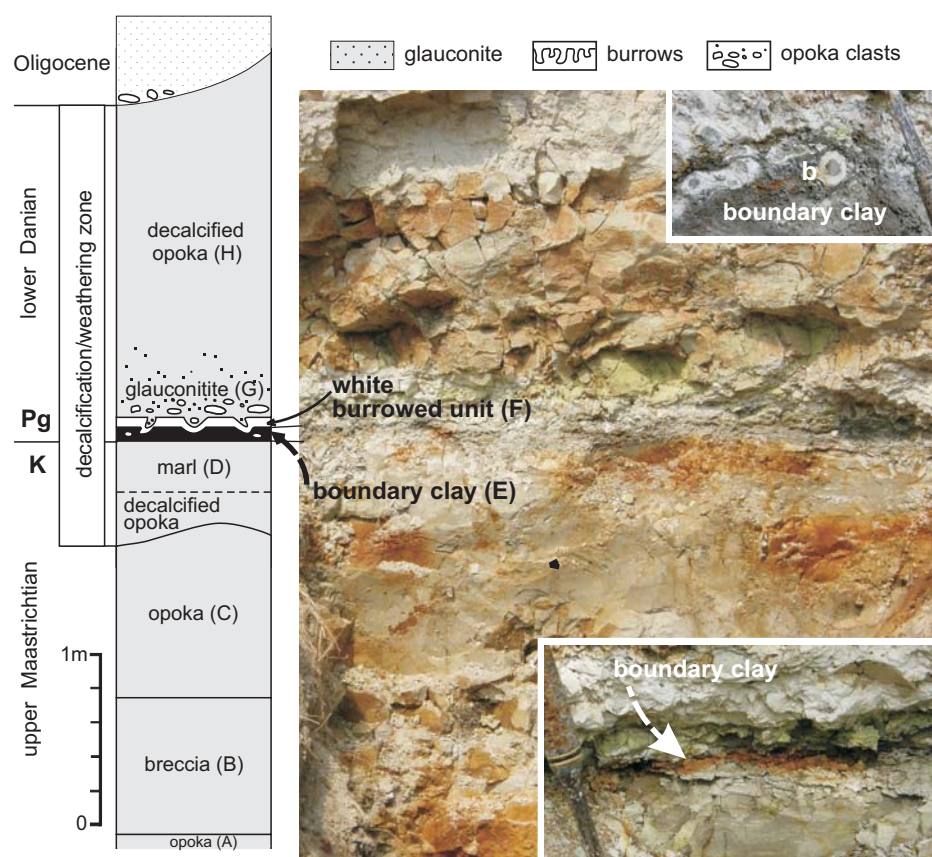 glauconite
burrows
opoka clasts
Oligocene
lower Danian
decalcification/weathering zone
decalcified
opoka (H)
glauconitite (G)
white
burrowed unit (F)
Pg
K
marl (D)
boundary clay (E)
decalcified
opoka
upper Maastrichtian
opoka (C)
1m
breccia (B)
0
opoka (A)
b
boundary clay
boundary clay